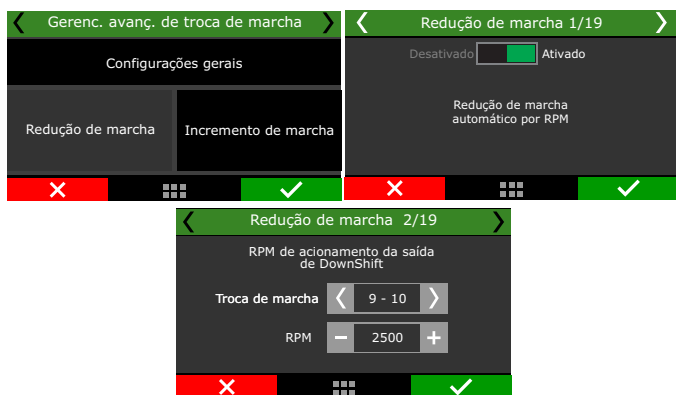 Gerenc. avanç. de troca de marcha
Configurações gerais
Redução de marcha
Incremento de marcha
Redução de marcha 1/19
Desativado
Ativado
Redução de marcha
automático por RPM
Redução de marcha 2/19
RPM de acionamento da saída
de DownShift
Troca de marcha
9 - 10
RPM
2500